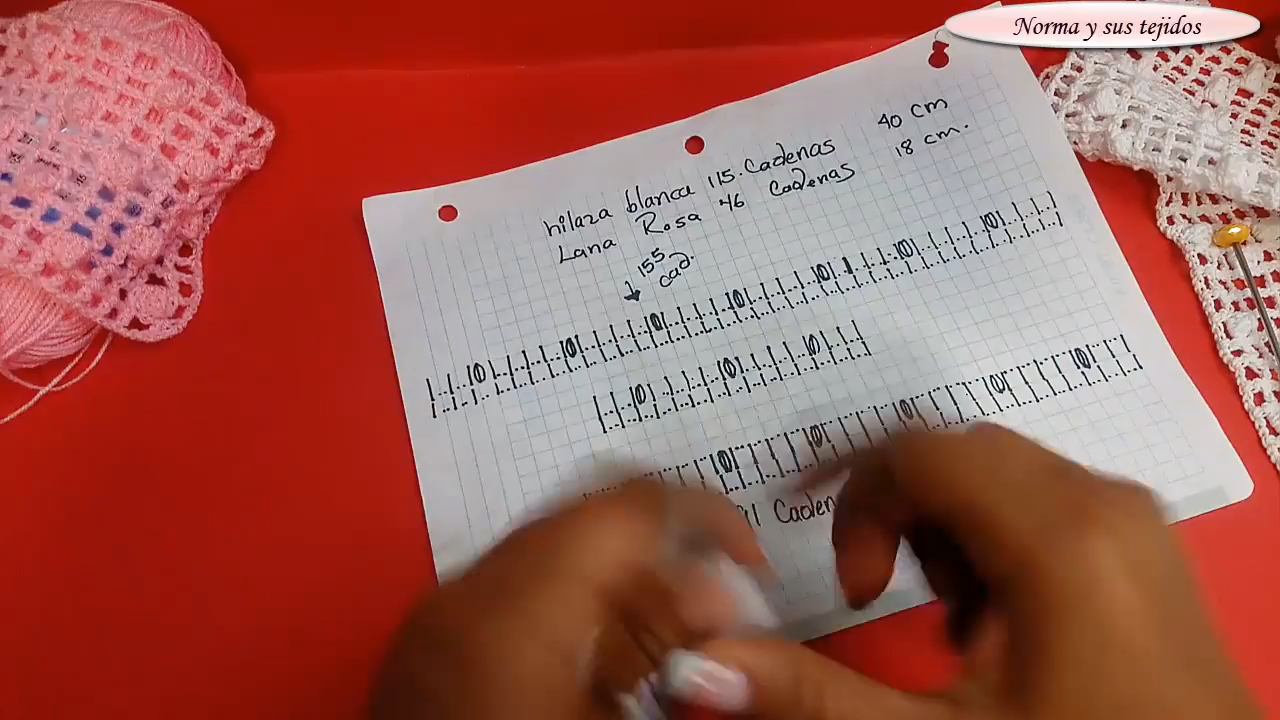 Norma y sus tejidos
hilaza blanca 115. Cadenas 40 cm
Lana Rosa 46 Cadenas 18 cm.
155
cad.